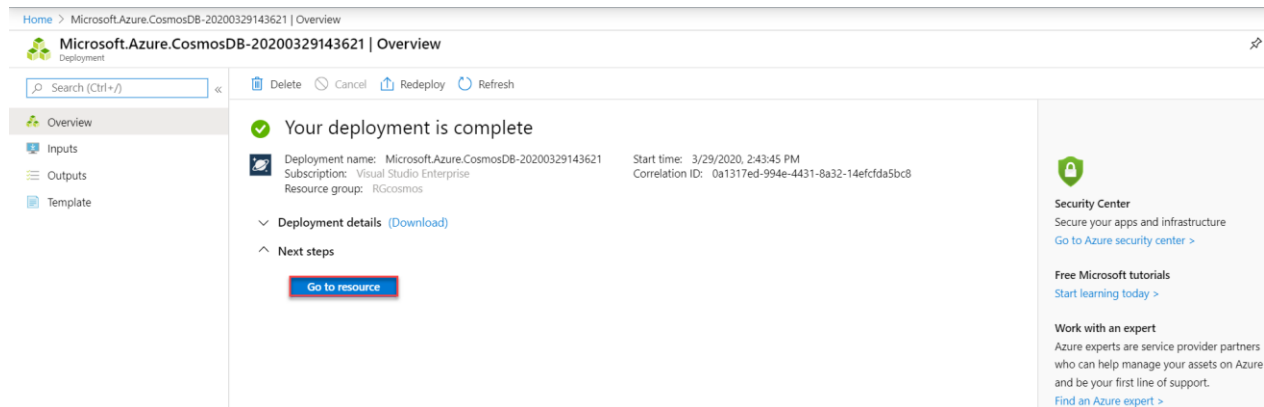 Home > Microsoft.Azure.CosmosDB-20200329143621 | Overview
Microsoft.Azure.CosmosDB-20200329143621 | Overview
Deployment
Search (Ctrl+/)
«
Overview
Inputs
Outputs
Template
Delete Cancel Redeploy Refresh
Your deployment is complete
Deployment name: Microsoft.Azure.CosmosDB-20200329143621
Subscription: Visual Studio Enterprise
Resource group: RGcosmos
Start time: 3/29/2020, 2:43:45 PM
Correlation ID: 0a1317ed-994e-4431-8a32-14efcfda5bc8
Deployment details (Download)
Next steps
Go to resource
Security Center
Secure your apps and infrastructure
Go to Azure security center >
Free Microsoft tutorials
Start learning today >
Work with an expert
Azure experts are service provider partners
who can help manage your assets on Azure
and be your first line of support.
Find an Azure expert >